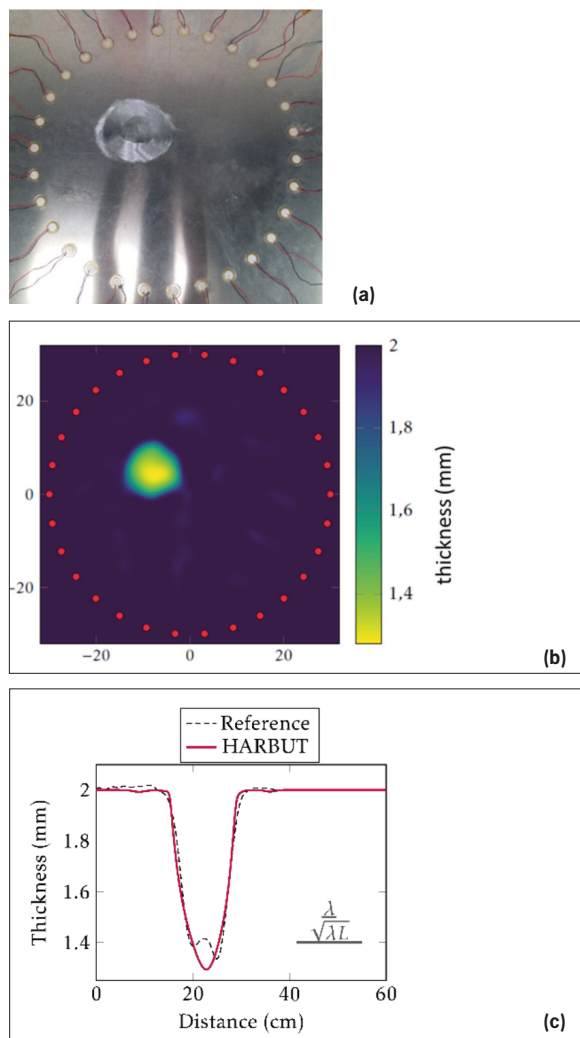 (a)
20
0
-20
-20
0
20
2
1,8
1,6
1,4
thickness (mm)
(b)
Reference
HARBUT
2
1.8
1.6
1.4
Thickness (mm)
λ
√λL
0
20
40
60
Distance (cm)
(c)